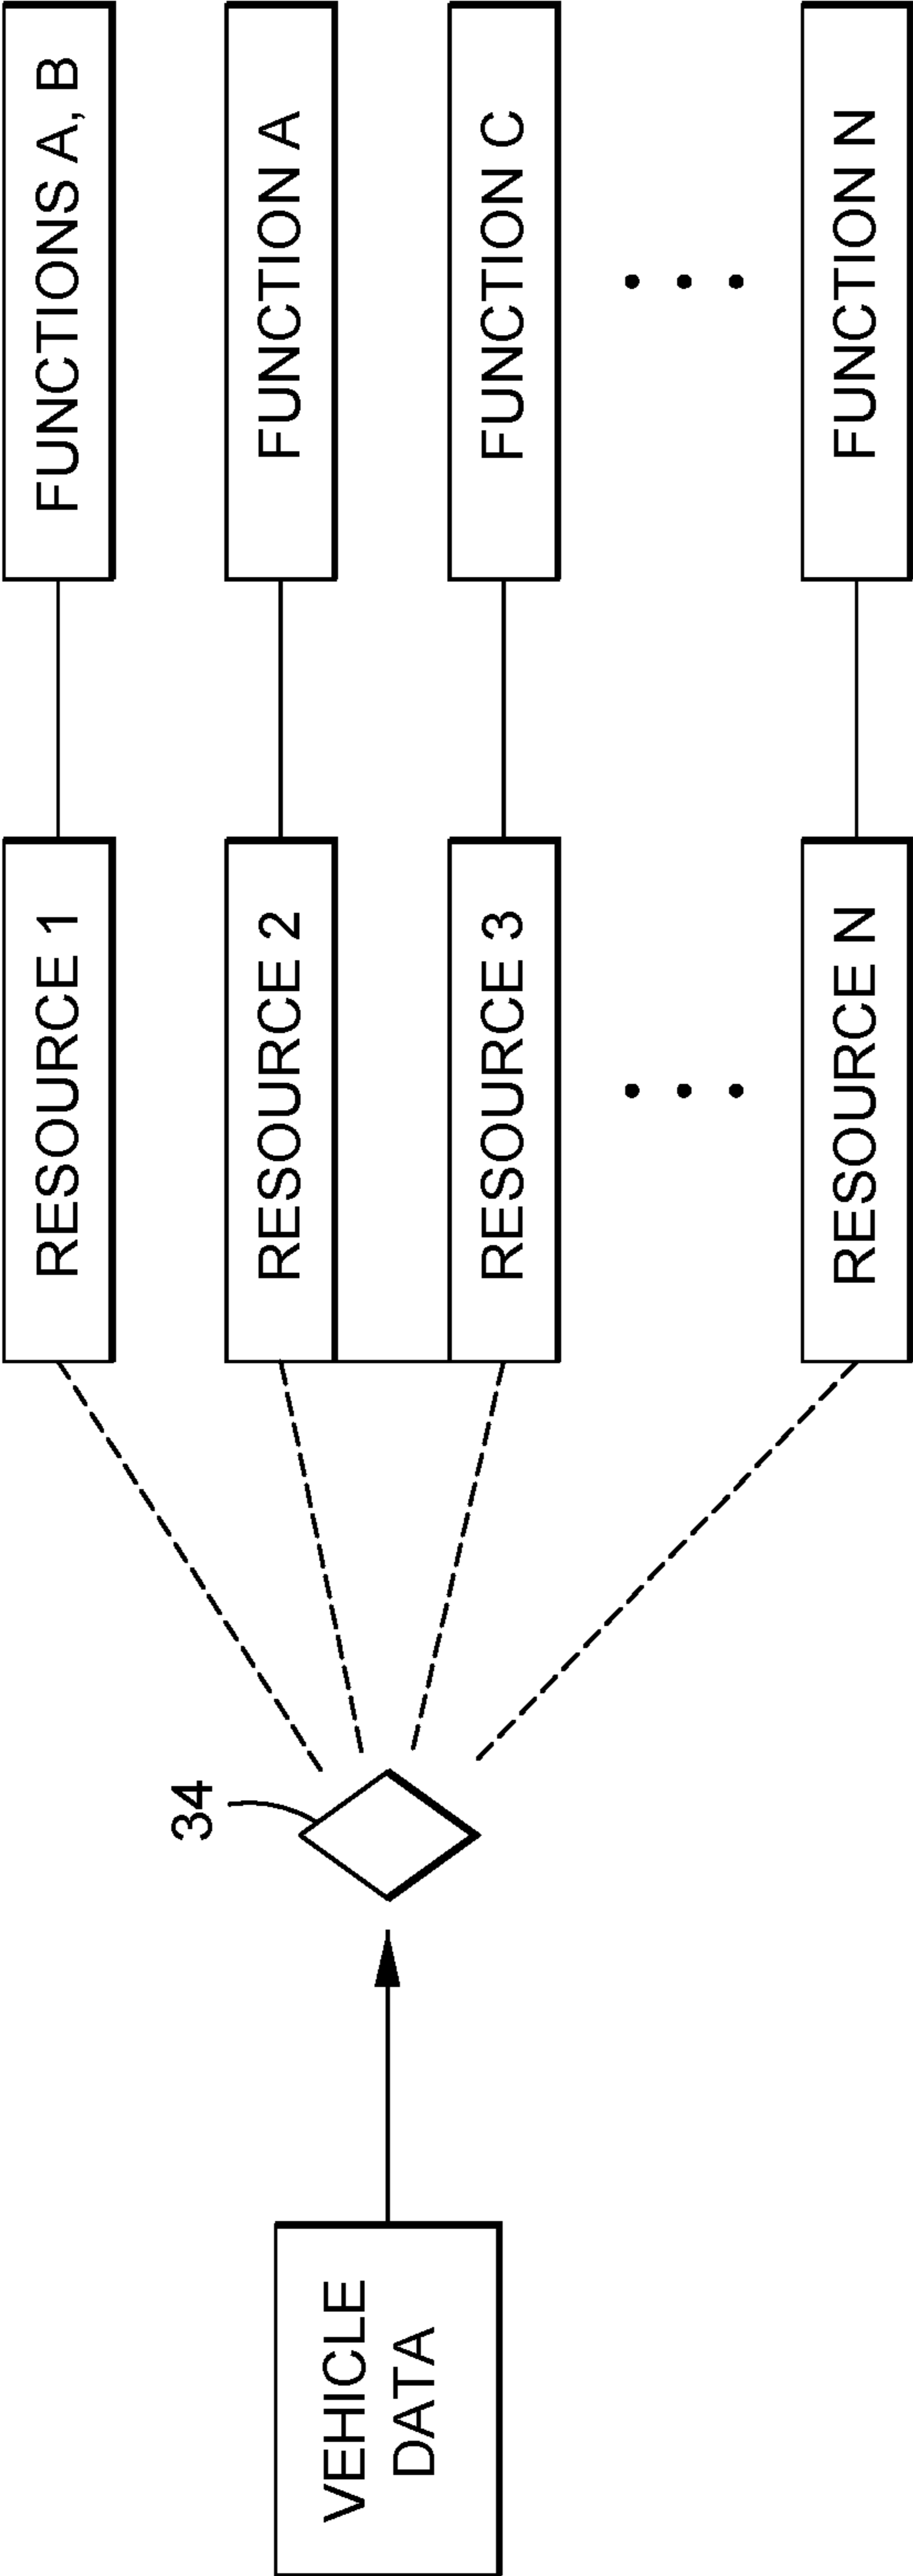 VEHICLE
DATA
34
RESOURCE 1
FUNCTIONS A, B
RESOURCE 2
FUNCTION A
RESOURCE 3
FUNCTION C
RESOURCE N
FUNCTION N